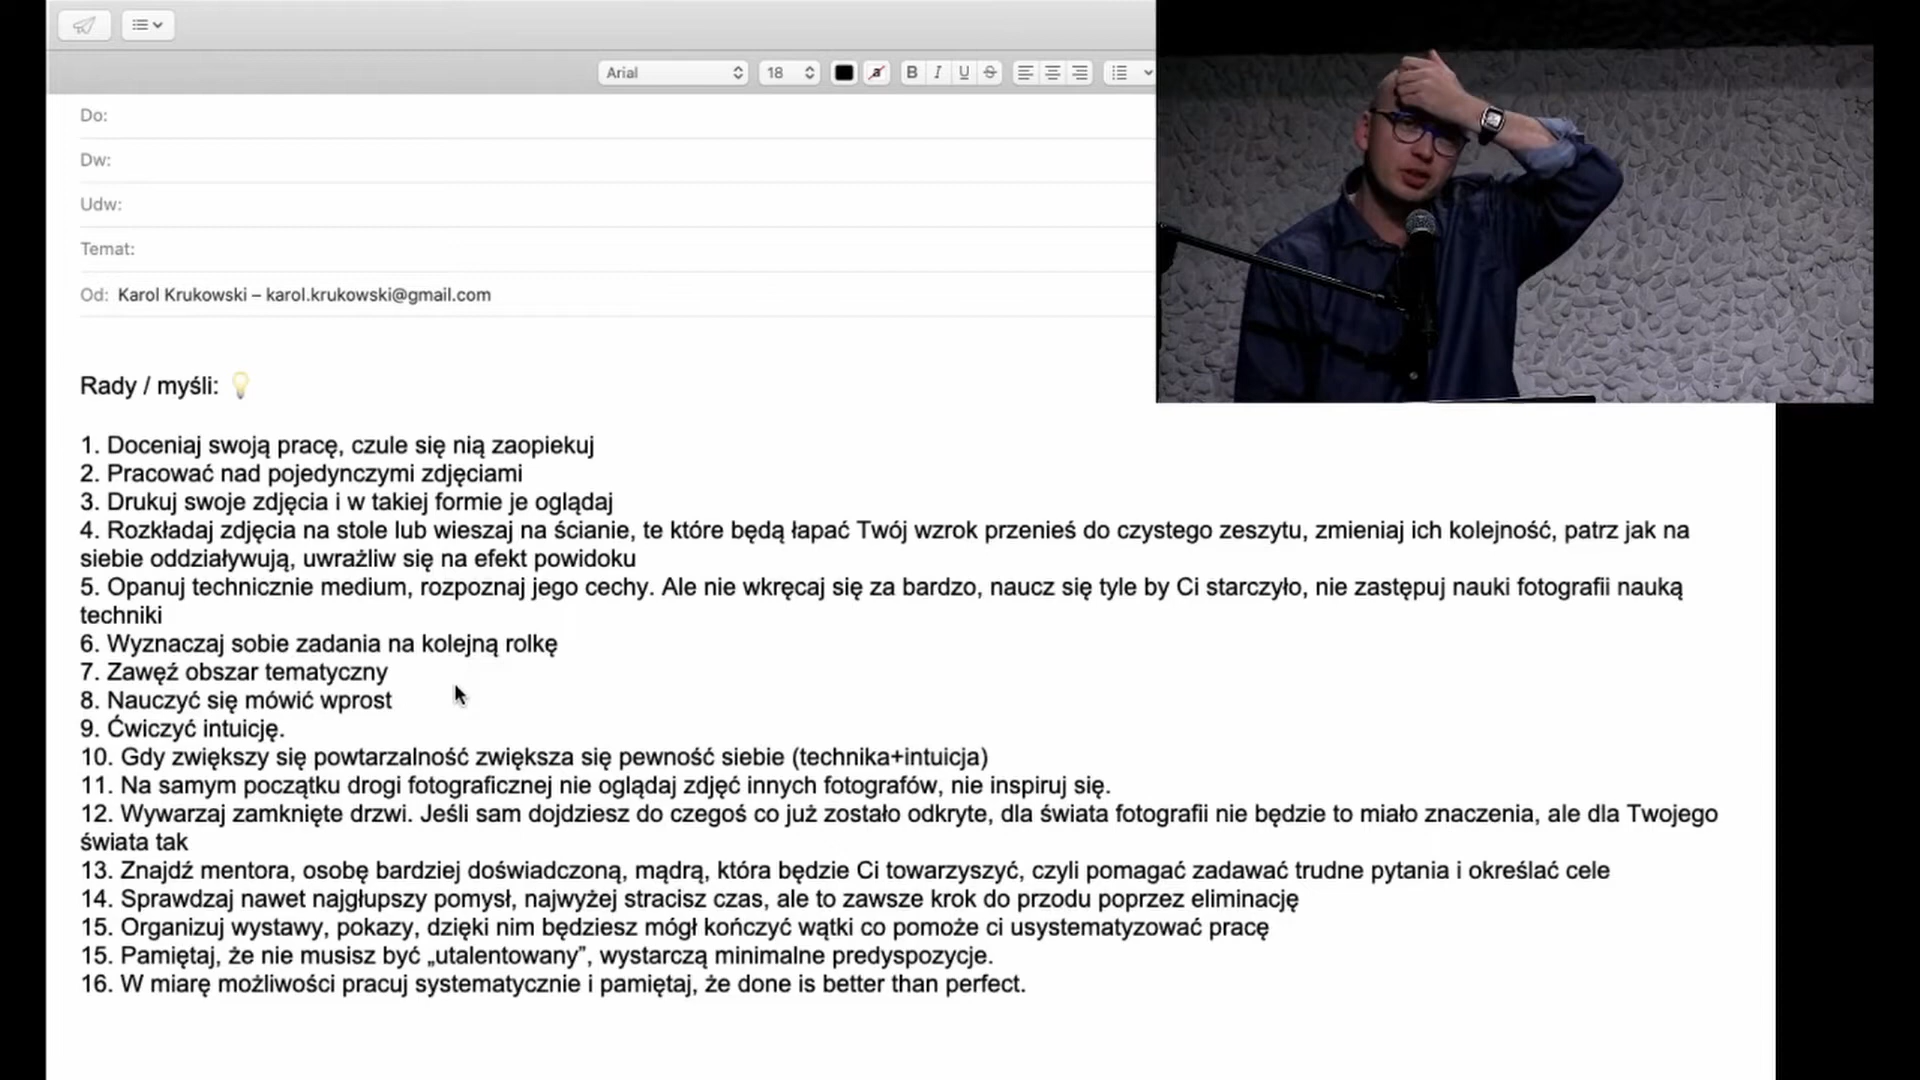 Arial
18
B I U S
Do:
Dw:
Udw:
Temat:
Od: Karol Krukowski – karol.krukowski@gmail.com
Rady / myśli: 💡
1. Doceniaj swoją pracę, czule się nią zaopiekuj
2. Pracować nad pojedynczymi zdjęciami
3. Drukuj swoje zdjęcia i w takiej formie je oglądaj
4. Rozkładaj zdjęcia na stole lub wieszaj na ścianie, te które będą łapać Twój wzrok przenieś do czystego zeszytu, zmieniaj ich kolejność, patrz jak na
siebie oddziaływują, uwrażliw się na efekt powidoku
5. Opanuj technicznie medium, rozpoznaj jego cechy. Ale nie wkręcaj się za bardzo, naucz się tyle by Ci starczyło, nie zastępuj nauki fotografii nauką
techniki
6. Wyznaczaj sobie zadania na kolejną rolkę
7. Zawęź obszar tematyczny
8. Nauczyć się mówić wprost
9. Ćwiczyć intuicję.
10. Gdy zwiększy się powtarzalność zwiększa się pewność siebie (technika+intuicja)
11. Na samym początku drogi fotograficznej nie oglądaj zdjęć innych fotografów, nie inspiruj się.
12. Wywarzaj zamknięte drzwi. Jeśli sam dojdziesz do czegoś co już zostało odkryte, dla świata fotografii nie będzie to miało znaczenia, ale dla Twojego
świata tak
13. Znajdź mentora, osobę bardziej doświadczoną, mądrą, która będzie Ci towarzyszyć, czyli pomagać zadawać trudne pytania i określać cele
14. Sprawdzaj nawet najgłupszy pomysł, najwyżej stracisz czas, ale to zawsze krok do przodu poprzez eliminację
15. Organizuj wystawy, pokazy, dzięki nim będziesz mógł kończyć wątki co pomoże ci usystematyzować pracę
15. Pamiętaj, że nie musisz być „utalentowany”, wystarczą minimalne predyspozycje.
16. W miarę możliwości pracuj systematycznie i pamiętaj, że done is better than perfect.